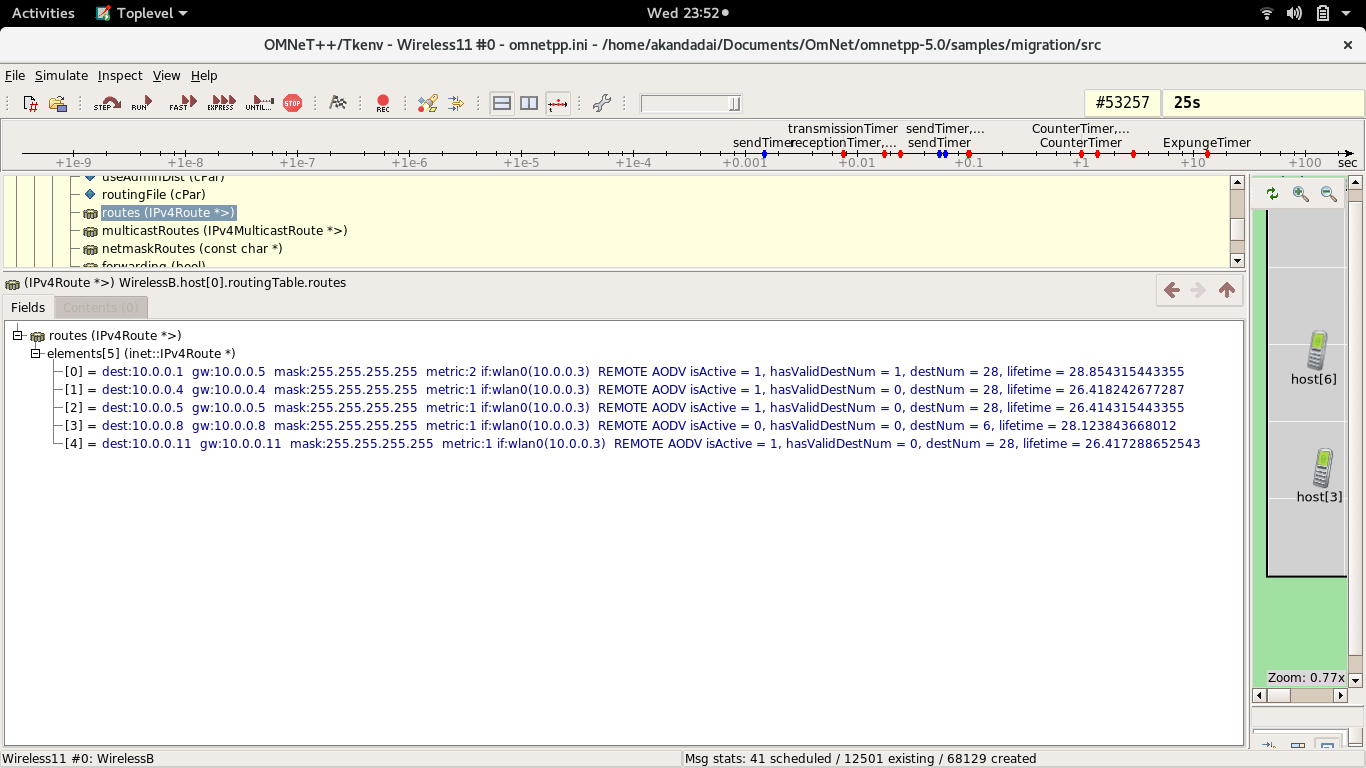 Activities Toplevel Wed 23:52
OMNeT++/Tkenv - Wireless11 #0 - omnetpp.ini - /home/akandadai/Documents/OmNet/omnetpp-5.0/samples/migration/src
File Simulate Inspect View Help
STEP RUN FAST EXPRESS UNTIL... STOP REC #53257 25s
transmissionTimer sendTimer,... CounterTimer,...
sendTimer receptionTimer,... sendTimer CounterTimer ExpungeTimer
+1e-9 +1e-8 +1e-7 +1e-6 +1e-5 +1e-4 +0.001 +0.01 +0.1 +1 +10 +100 sec
useAdminDist (cPar)
routingFile (cPar)
routes (IPv4Route *>)
multicastRoutes (IPv4MulticastRoute *>)
netmaskRoutes (const char *)
forwarding (bool)
(IPv4Route *>) WirelessB.host[0].routingTable.routes
Fields Contents (0)
routes (IPv4Route *>)
elements[5] (inet::IPv4Route *)
[0] = dest:10.0.0.1 gw:10.0.0.5 mask:255.255.255.255 metric:2 if:wlan0(10.0.0.3) REMOTE AODV isActive = 1, hasValidDestNum = 1, destNum = 28, lifetime = 28.854315443355
[1] = dest:10.0.0.4 gw:10.0.0.4 mask:255.255.255.255 metric:1 if:wlan0(10.0.0.3) REMOTE AODV isActive = 1, hasValidDestNum = 0, destNum = 28, lifetime = 26.418242677287
[2] = dest:10.0.0.5 gw:10.0.0.5 mask:255.255.255.255 metric:1 if:wlan0(10.0.0.3) REMOTE AODV isActive = 1, hasValidDestNum = 0, destNum = 28, lifetime = 26.414315443355
[3] = dest:10.0.0.8 gw:10.0.0.8 mask:255.255.255.255 metric:1 if:wlan0(10.0.0.3) REMOTE AODV isActive = 0, hasValidDestNum = 0, destNum = 6, lifetime = 28.123843668012
[4] = dest:10.0.0.11 gw:10.0.0.11 mask:255.255.255.255 metric:1 if:wlan0(10.0.0.3) REMOTE AODV isActive = 1, hasValidDestNum = 0, destNum = 28, lifetime = 26.417288652543
host[6]
host[3]
Zoom: 0.77x
Wireless11 #0: WirelessB Msg stats: 41 scheduled / 12501 existing / 68129 created